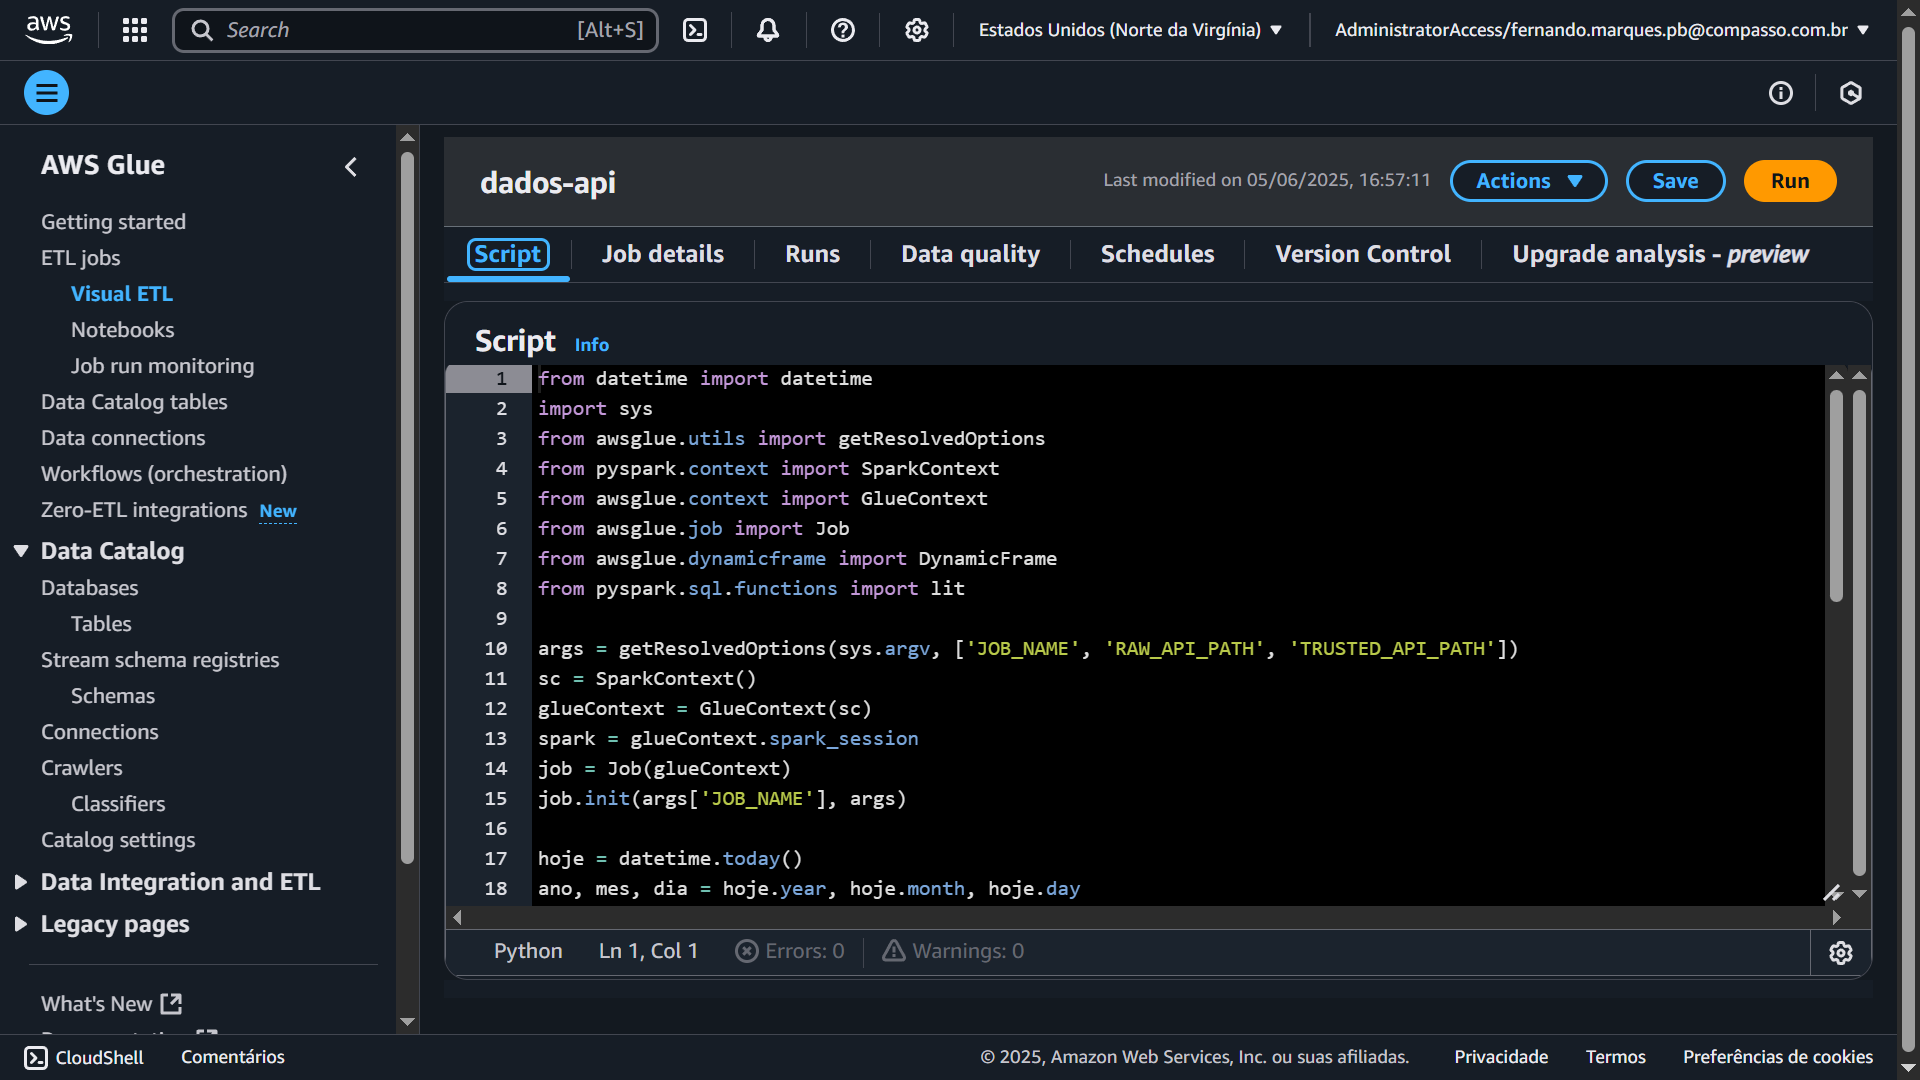 aws
Search [Alt+S]
Estados Unidos (Norte da Virgínia)
AdministratorAccess/fernando.marques.pb@compasso.com.br
AWS Glue
Getting started
ETL jobs
Visual ETL
Notebooks
Job run monitoring
Data Catalog tables
Data connections
Workflows (orchestration)
Zero-ETL integrations New
Data Catalog
Databases
Tables
Stream schema registries
Schemas
Connections
Crawlers
Classifiers
Catalog settings
Data Integration and ETL
Legacy pages
What's New
dados-api
Last modified on 05/06/2025, 16:57:11
Actions
Save
Run
Script Job details Runs Data quality Schedules Version Control Upgrade analysis - preview
Script Info
1 from datetime import datetime
2 import sys
3 from awsglue.utils import getResolvedOptions
4 from pyspark.context import SparkContext
5 from awsglue.context import GlueContext
6 from awsglue.job import Job
7 from awsglue.dynamicframe import DynamicFrame
8 from pyspark.sql.functions import lit
9
10 args = getResolvedOptions(sys.argv, ['JOB_NAME', 'RAW_API_PATH', 'TRUSTED_API_PATH'])
11 sc = SparkContext()
12 glueContext = GlueContext(sc)
13 spark = glueContext.spark_session
14 job = Job(glueContext)
15 job.init(args['JOB_NAME'], args)
16
17 hoje = datetime.today()
18 ano, mes, dia = hoje.year, hoje.month, hoje.day
Python Ln 1, Col 1 Errors: 0 Warnings: 0
CloudShell Comentários © 2025, Amazon Web Services, Inc. ou suas afiliadas. Privacidade Termos Preferências de cookies